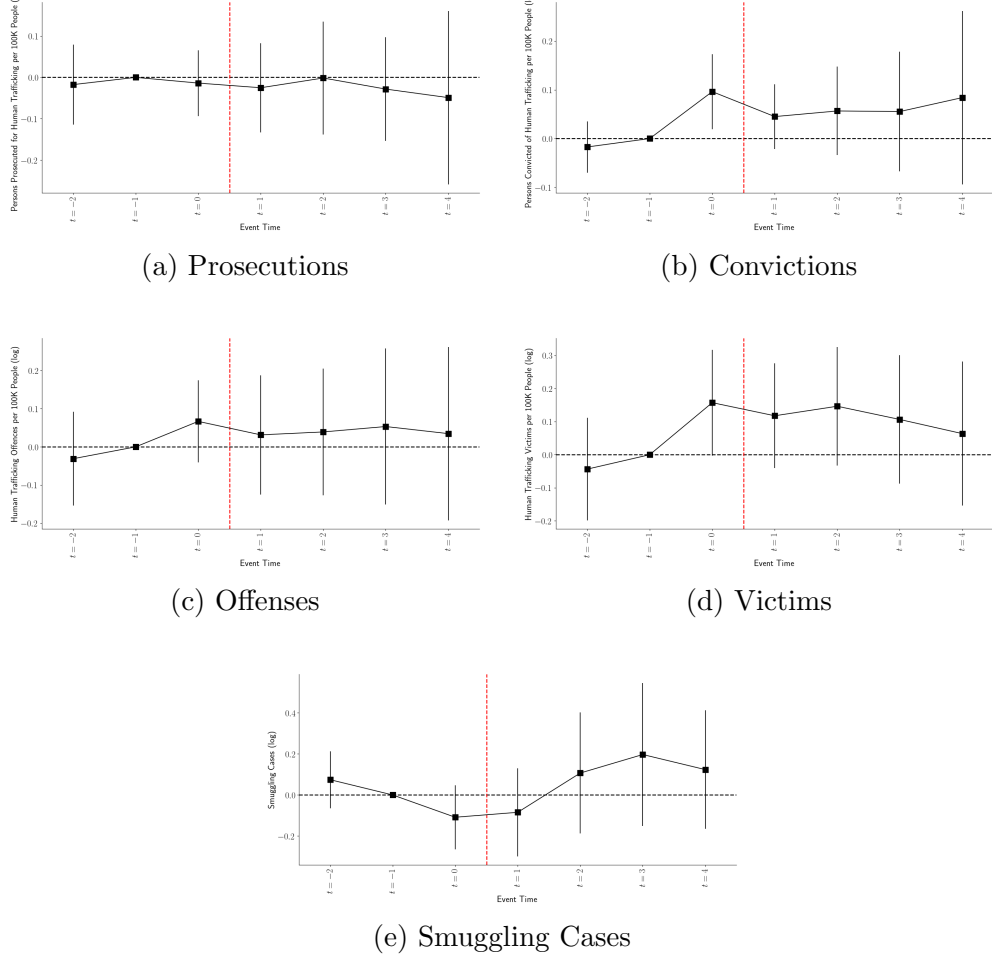 Persons Prosecuted for Human Trafficking per 100K People
0.1
0.0
−0.1
−0.2
t = −2
t = −1
t = 0
t = 1
t = 2
t = 3
t = 4
Event Time
(a) Prosecutions
Persons Convicted of Human Trafficking per 100K People
0.2
0.1
0.0
−0.1
t = −2
t = −1
t = 0
t = 1
t = 2
t = 3
t = 4
Event Time
(b) Convictions
Human Trafficking Offences per 100K People (log)
0.2
0.1
0.0
−0.1
−0.2
t = −2
t = −1
t = 0
t = 1
t = 2
t = 3
t = 4
Event Time
(c) Offenses
Human Trafficking Victims per 100K People (log)
0.3
0.2
0.1
0.0
−0.1
−0.2
t = −2
t = −1
t = 0
t = 1
t = 2
t = 3
t = 4
Event Time
(d) Victims
Smuggling Cases (log)
0.4
0.2
0.0
−0.2
t = −2
t = −1
t = 0
t = 1
t = 2
t = 3
t = 4
Event Time
(e) Smuggling Cases